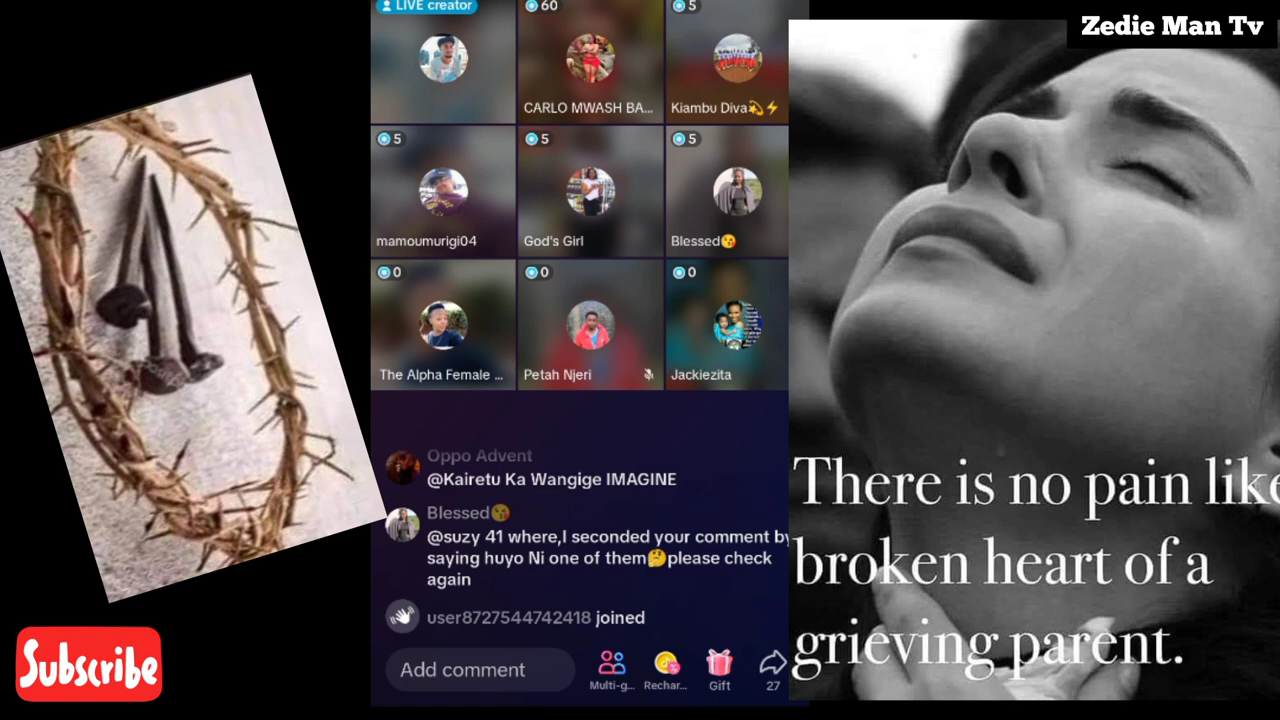 Zedie Man Tv
LIVE creator
60
5
CARLO MWASH BA...
Kiambu Diva💫⚡
5
5
5
mamoumurigi04
God's Girl
Blessed😘
0
0
0
The Alpha Female ...
Petah Njeri
Jackiezita
Oppo Advent
@Kairetu Ka Wangige IMAGINE
Blessed😘
@suzy 41 where,I seconded your comment by
saying huyo Ni one of them🤔please check
again
user8727544742418 joined
Add comment
Multi-g...
Rechar...
Gift
27
There is no pain like
broken heart of a
grieving parent.
Subscribe